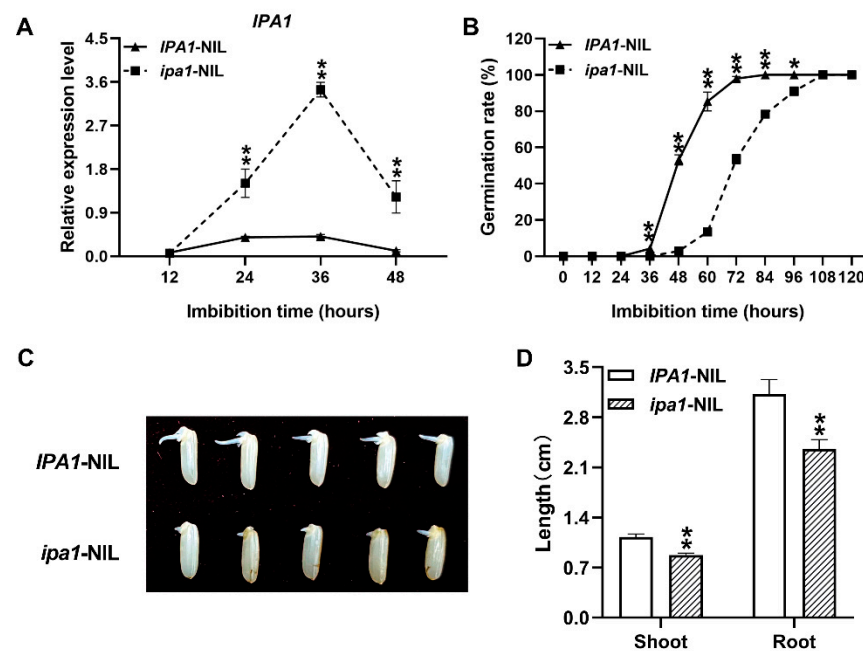 A
IPA1
IPA1-NIL
ipa1-NIL
Relative expression level
4.5
3.6
2.7
1.8
0.9
0.0
**
**
**
12 24 36 48
Imbibition time (hours)
B
IPA1-NIL
ipa1-NIL
Germination rate (%)
120
100
80
60
40
20
0
**
**
**
**
**
*
0 12 24 36 48 60 72 84 96 108 120
Imbibition time (hours)
C
IPA1-NIL
ipa1-NIL
D
IPA1-NIL
ipa1-NIL
Length(cm)
3.5
2.8
2.1
1.4
0.7
0.0
**
**
Shoot Root